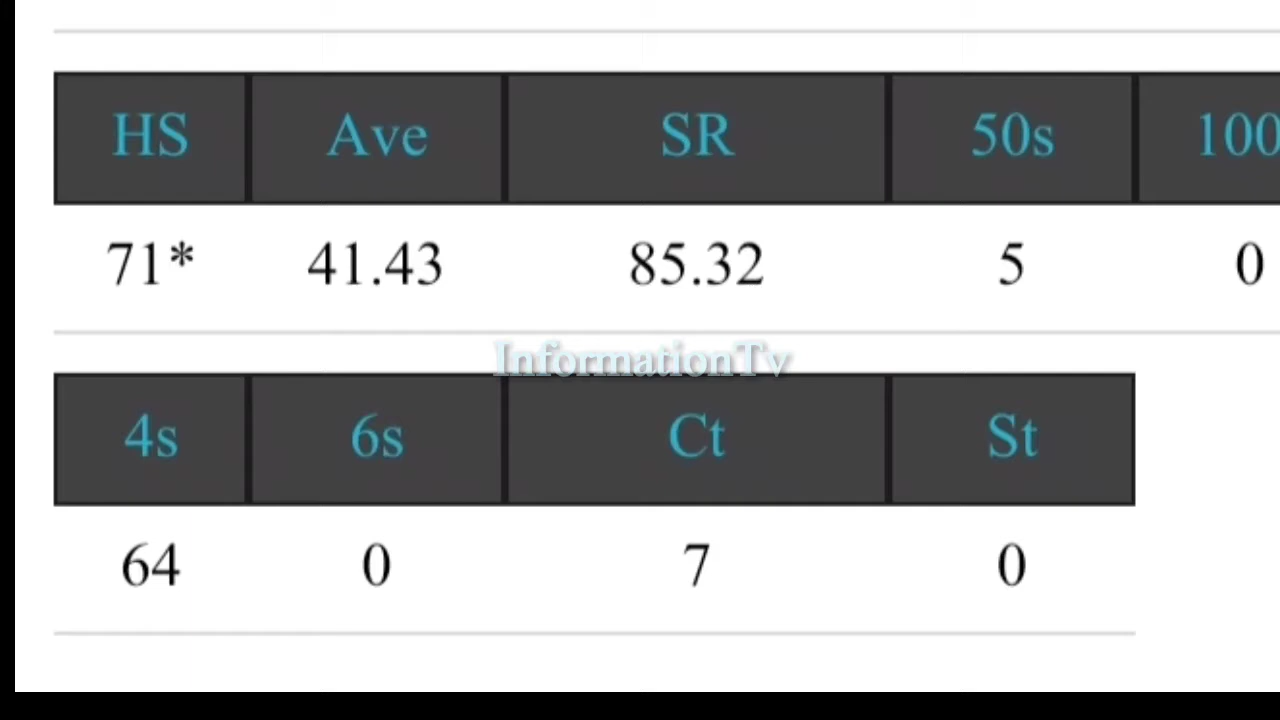 HS Ave SR 50s 100
71* 41.43 85.32 5 0
InformationTv
4s 6s Ct St
64 0 7 0